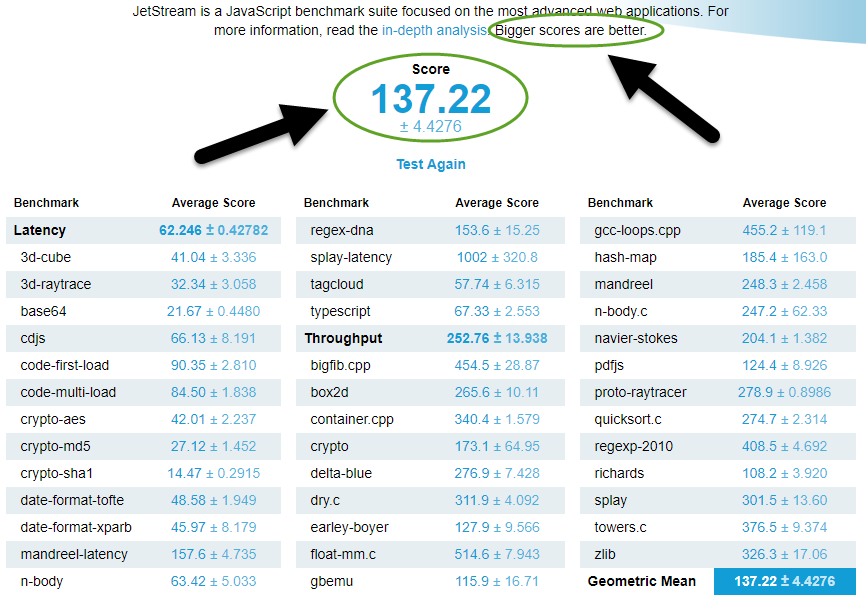 JetStream is a JavaScript benchmark suite focused on the most advanced web applications. For
more information, read the in-depth analysis. Bigger scores are better.
Score
137.22
± 4.4276
Test Again
Benchmark Average Score
Latency 62.246 ± 0.42782
3d-cube 41.04 ± 3.336
3d-raytrace 32.34 ± 3.058
base64 21.67 ± 0.4480
cdjs 66.13 ± 8.191
code-first-load 90.35 ± 2.810
code-multi-load 84.50 ± 1.838
crypto-aes 42.01 ± 2.237
crypto-md5 27.12 ± 1.452
crypto-sha1 14.47 ± 0.2915
date-format-tofte 48.58 ± 1.949
date-format-xparb 45.97 ± 8.179
mandreel-latency 157.6 ± 4.735
n-body 63.42 ± 5.033
Benchmark Average Score
regex-dna 153.6 ± 15.25
splay-latency 1002 ± 320.8
tagcloud 57.74 ± 6.315
typescript 67.33 ± 2.553
Throughput 252.76 ± 13.938
bigfib.cpp 454.5 ± 28.87
box2d 265.6 ± 10.11
container.cpp 340.4 ± 1.579
crypto 173.1 ± 64.95
delta-blue 276.9 ± 7.428
dry.c 311.9 ± 4.092
earley-boyer 127.9 ± 9.566
float-mm.c 514.6 ± 7.943
gbemu 115.9 ± 16.71
Benchmark Average Score
gcc-loops.cpp 455.2 ± 119.1
hash-map 185.4 ± 163.0
mandreel 248.3 ± 2.458
n-body.c 247.2 ± 62.33
navier-stokes 204.1 ± 1.382
pdfjs 124.4 ± 8.926
proto-raytracer 278.9 ± 0.8986
quicksort.c 274.7 ± 2.314
regexp-2010 408.5 ± 4.692
richards 108.2 ± 3.920
splay 301.5 ± 13.60
towers.c 376.5 ± 9.374
zlib 326.3 ± 17.06
Geometric Mean 137.22 ± 4.4276